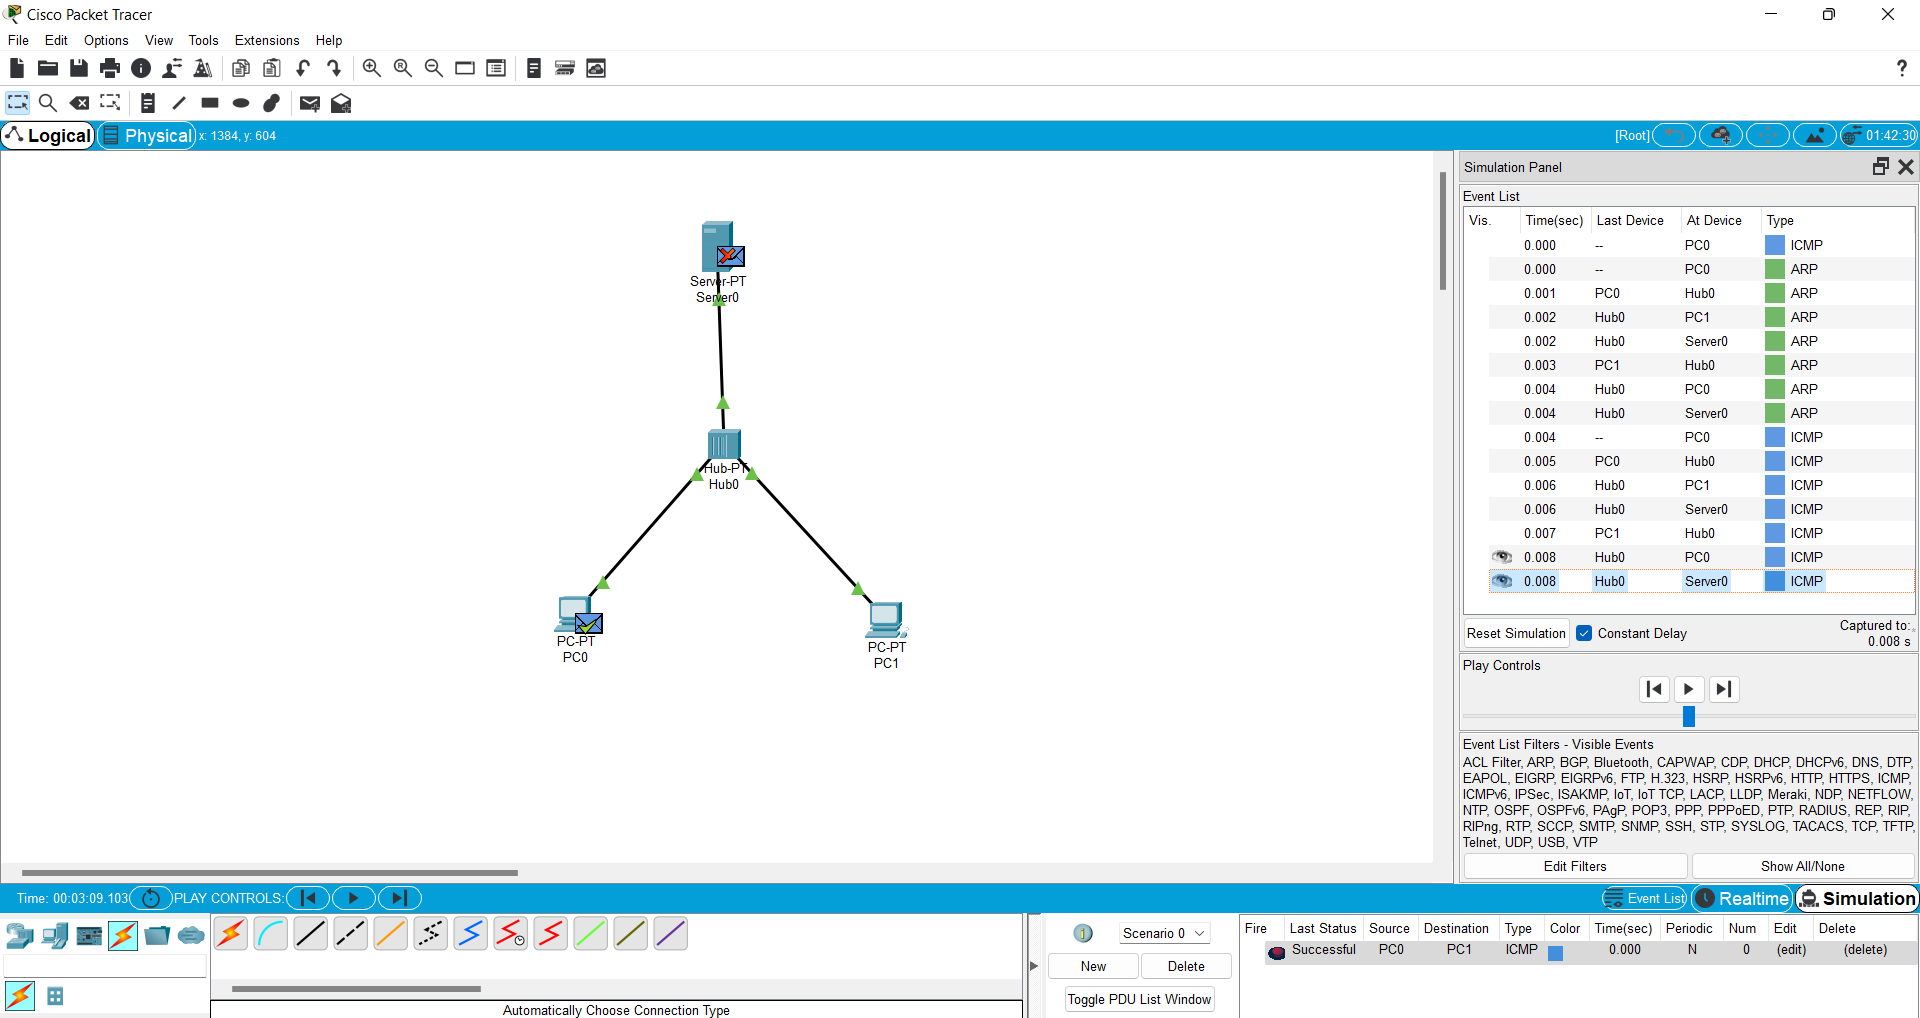 Cisco Packet Tracer
File Edit Options View Tools Extensions Help
?
Logical Physical x: 1384, y: 604 [Root] 01:42:30
Server-PT
Server0
Hub-PT
Hub0
PC-PT
PC0
PC-PT
PC1
Simulation Panel
Event List
Vis. Time(sec) Last Device At Device Type
0.000 -- PC0 ICMP
0.000 -- PC0 ARP
0.001 PC0 Hub0 ARP
0.002 Hub0 PC1 ARP
0.002 Hub0 Server0 ARP
0.003 PC1 Hub0 ARP
0.004 Hub0 PC0 ARP
0.004 Hub0 Server0 ARP
0.004 -- PC0 ICMP
0.005 PC0 Hub0 ICMP
0.006 Hub0 PC1 ICMP
0.006 Hub0 Server0 ICMP
0.007 PC1 Hub0 ICMP
0.008 Hub0 PC0 ICMP
0.008 Hub0 Server0 ICMP
Reset Simulation Constant Delay Captured to:
0.008 s
Play Controls
Event List Filters - Visible Events
ACL Filter, ARP, BGP, Bluetooth, CAPWAP, CDP, DHCP, DHCPv6, DNS, DTP,
EAPOL, EIGRP, EIGRPv6, FTP, H.323, HSRP, HSRPv6, HTTP, HTTPS, ICMP,
ICMPv6, IPSec, ISAKMP, IoT, IoT TCP, LACP, LLDP, Meraki, NDP, NETFLOW,
NTP, OSPF, OSPFv6, PAgP, POP3, PPP, PPPoED, PTP, RADIUS, REP, RIP,
RIPng, RTP, SCCP, SMTP, SNMP, SSH, STP, SYSLOG, TACACS, TCP, TFTP,
Telnet, UDP, USB, VTP
Edit Filters Show All/None
Time: 00:03:09.103 PLAY CONTROLS: Event List Realtime Simulation
1 Scenario 0
New Delete
Toggle PDU List Window
Fire Last Status Source Destination Type Color Time(sec) Periodic Num Edit Delete
Successful PC0 PC1 ICMP 0.000 N 0 (edit) (delete)
Automatically Choose Connection Type